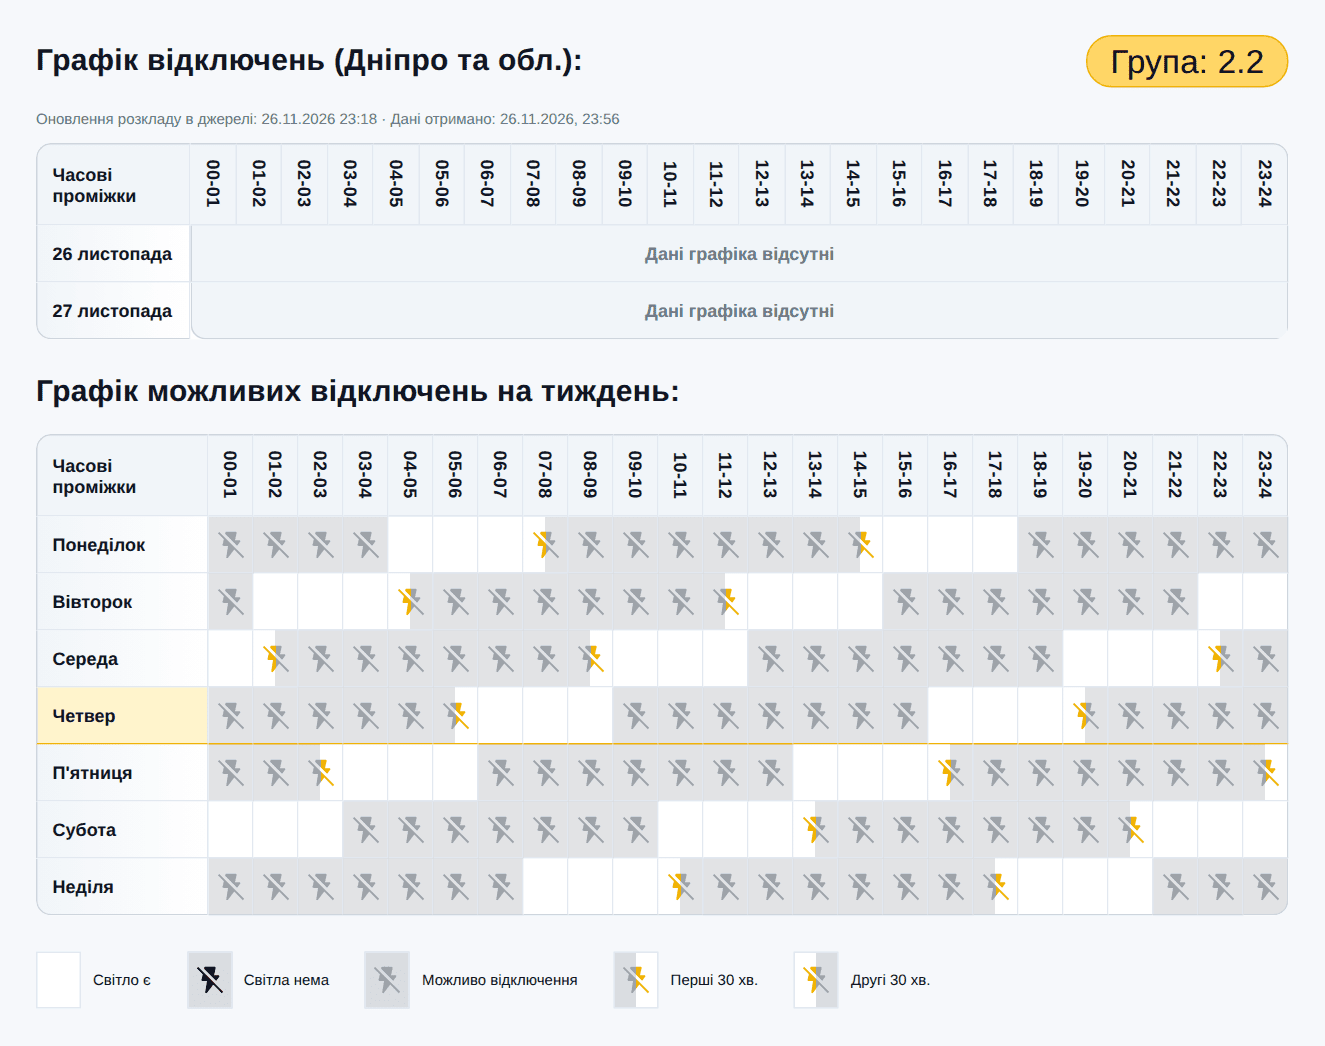 Графік відключень (Дніпро та обл.):
Група: 2.2
Оновлення розкладу в джерелі: 26.11.2026 23:18 · Дані отримано: 26.11.2026, 23:56
Часові проміжки 00-01 01-02 02-03 03-04 04-05 05-06 06-07 07-08 08-09 09-10 10-11 11-12 12-13 13-14 14-15 15-16 16-17 17-18 18-19 19-20 20-21 21-22 22-23 23-24
26 листопада Дані графіка відсутні
27 листопада Дані графіка відсутні
Графік можливих відключень на тиждень:
Часові проміжки 00-01 01-02 02-03 03-04 04-05 05-06 06-07 07-08 08-09 09-10 10-11 11-12 12-13 13-14 14-15 15-16 16-17 17-18 18-19 19-20 20-21 21-22 22-23 23-24
Понеділок
Вівторок
Середа
Четвер
П'ятниця
Субота
Неділя
Світло є Світла нема Можливо відключення Перші 30 хв. Другі 30 хв.